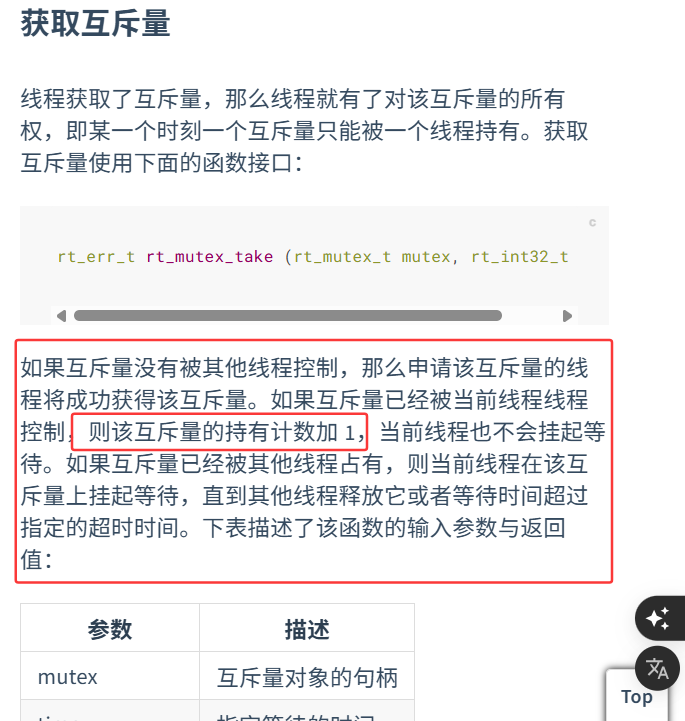 获取互斥量
线程获取了互斥量，那么线程就有了对该互斥量的所有
权，即某一个时刻一个互斥量只能被一个线程持有。获取
互斥量使用下面的函数接口：
c
rt_err_t rt_mutex_take (rt_mutex_t mutex, rt_int32_t
如果互斥量没有被其他线程控制，那么申请该互斥量的线
程将成功获得该互斥量。如果互斥量已经被当前线程线程
控制，则该互斥量的持有计数加 1，当前线程也不会挂起等
待。如果互斥量已经被其他线程占有，则当前线程在该互
斥量上挂起等待，直到其他线程释放它或者等待时间超过
指定的超时时间。下表描述了该函数的输入参数与返回
值：
参数 描述
mutex 互斥量对象的句柄
time 指定等待的时间
Top